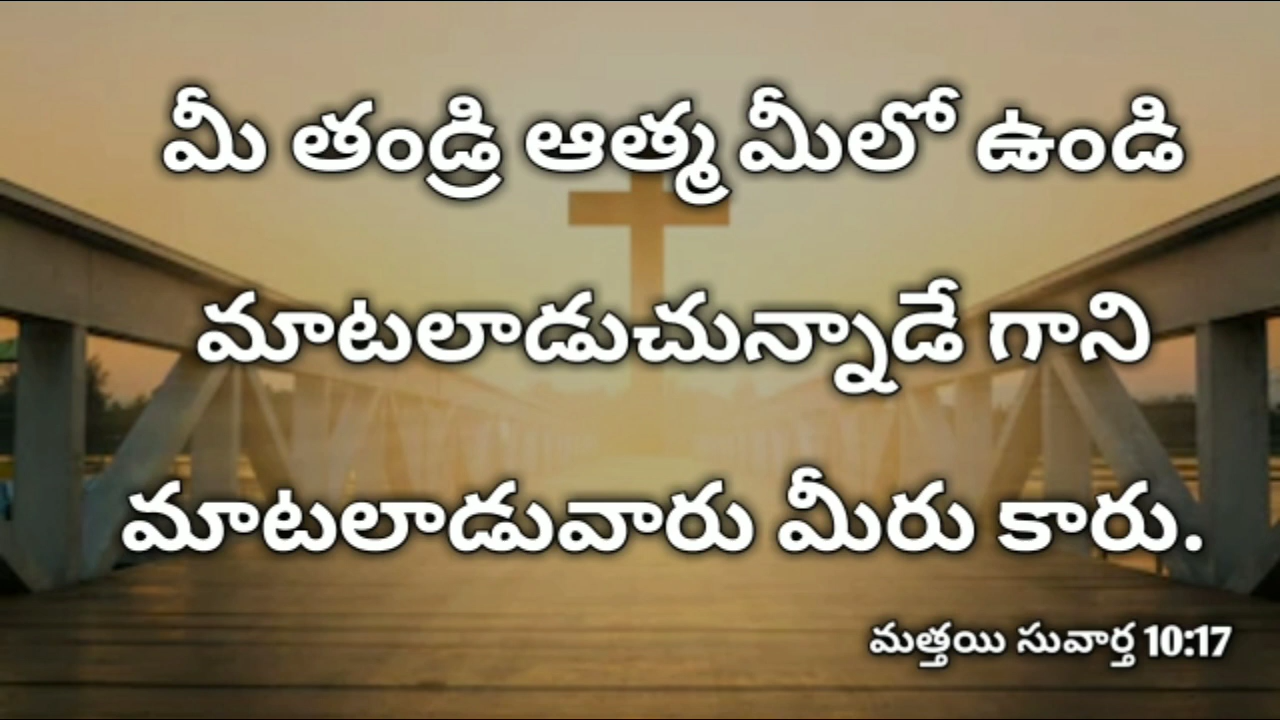 మీ తండ్రి ఆత్మ మీలో ఉండి
మాటలాడుచున్నాడే గాని
మాటలాడువారు మీరు కారు.
మత్తయి సువార్త 10:17